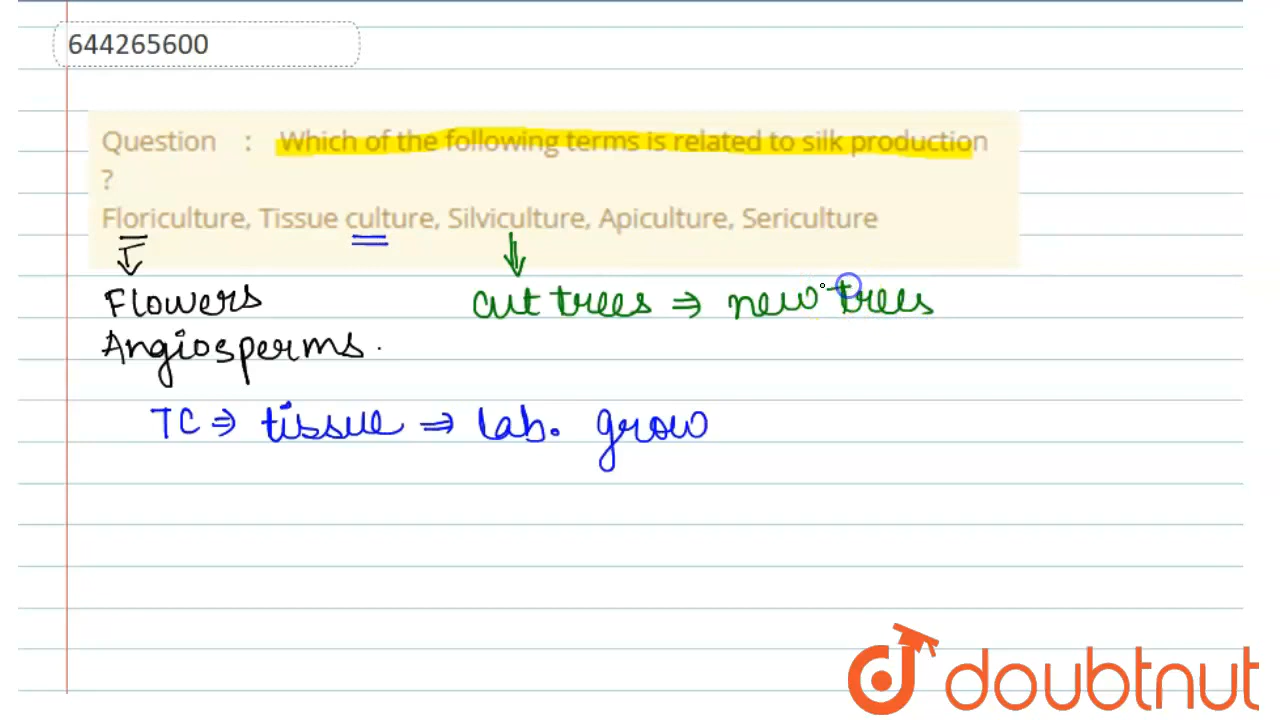 644265600
Question : Which of the following terms is related to silk production
?
Floriculture, Tissue culture, Silviculture, Apiculture, Sericulture
Flowers
cut trees ⇒ new trees
Angiosperms.
TC ⇒ tissue ⇒ lab. grow
doubtnut